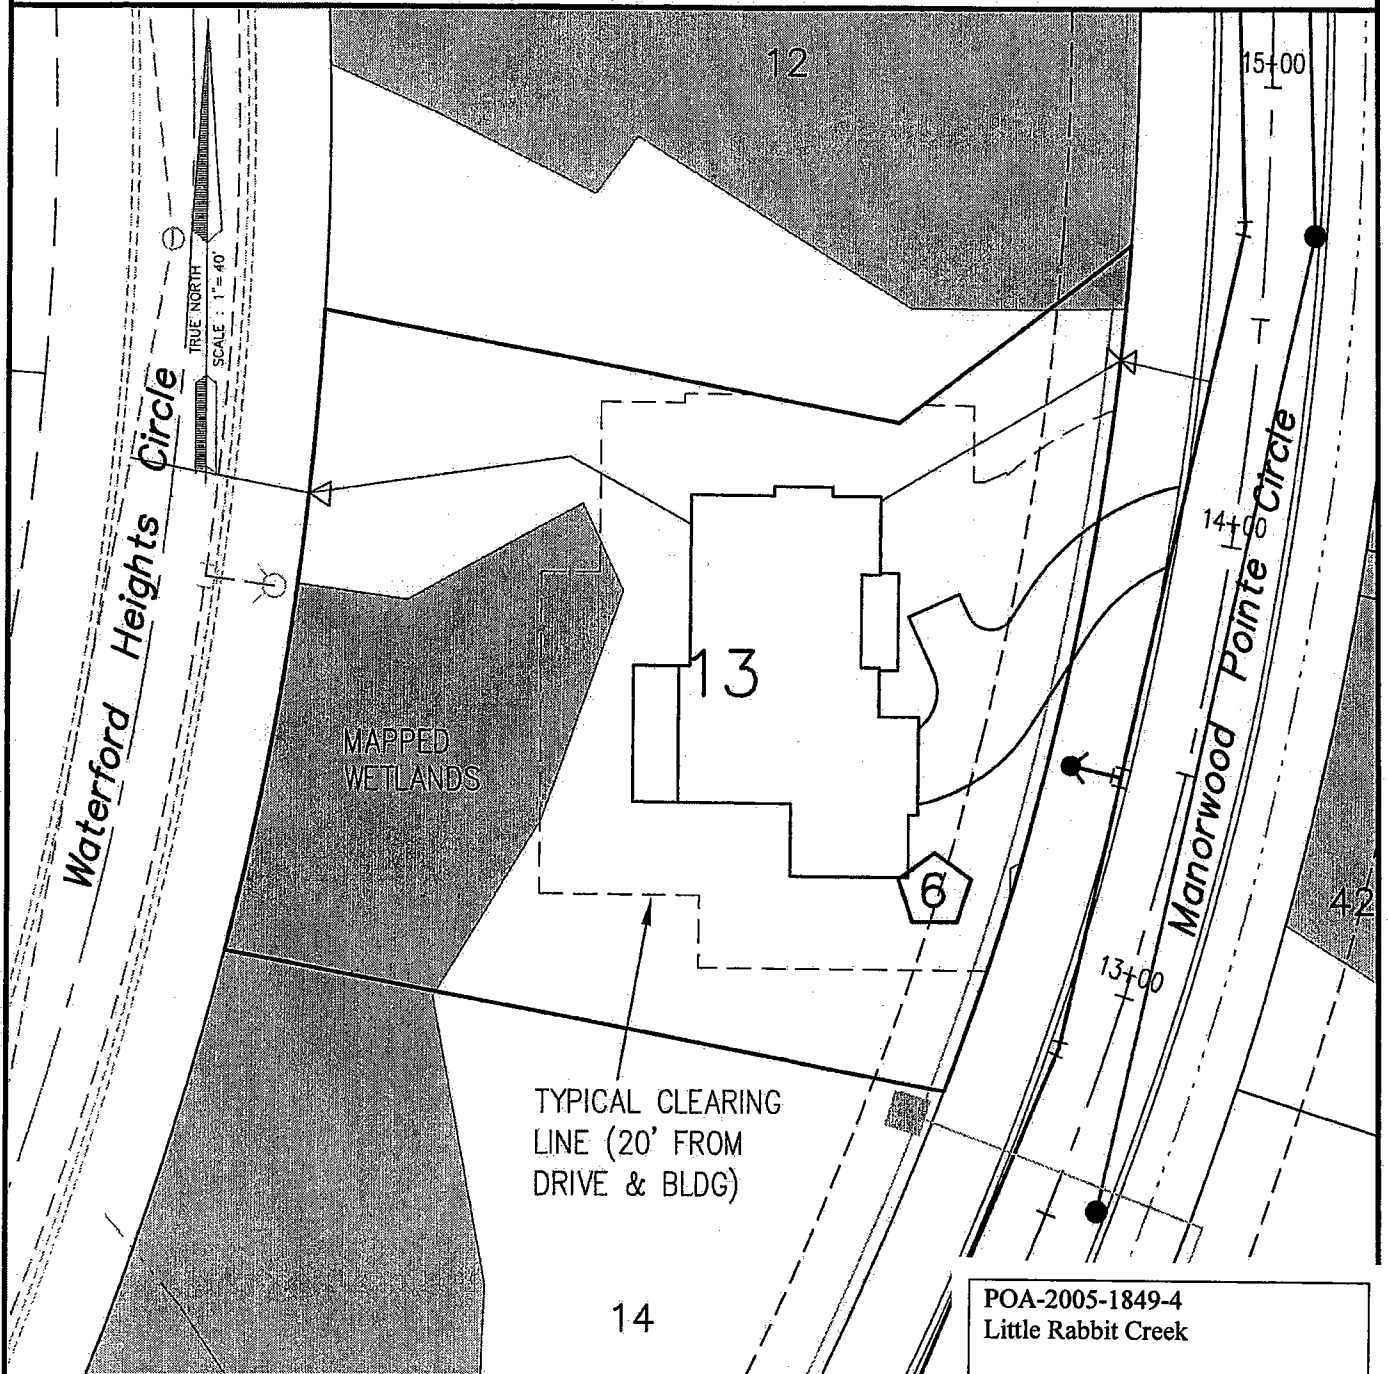 12
15+00
TRUE NORTH
SCALE : 1"= 40'
Waterford Heights Circle
Manorwood Pointe Circle
14+00
13
MAPPED
WETLANDS
6
42
13+00
TYPICAL CLEARING
LINE (20' FROM
DRIVE & BLDG)
14
POA-2005-1849-4
Little Rabbit Creek